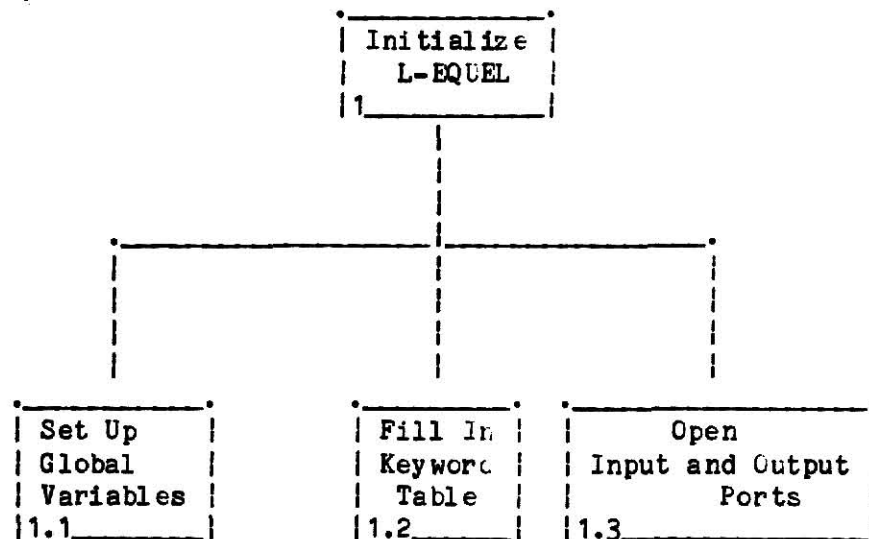 Initialize
L-EQUEL
1
Set Up
Global
Variables
1.1
Fill In
Keyword
Table
1.2
Open
Input and Output
Ports
1.3